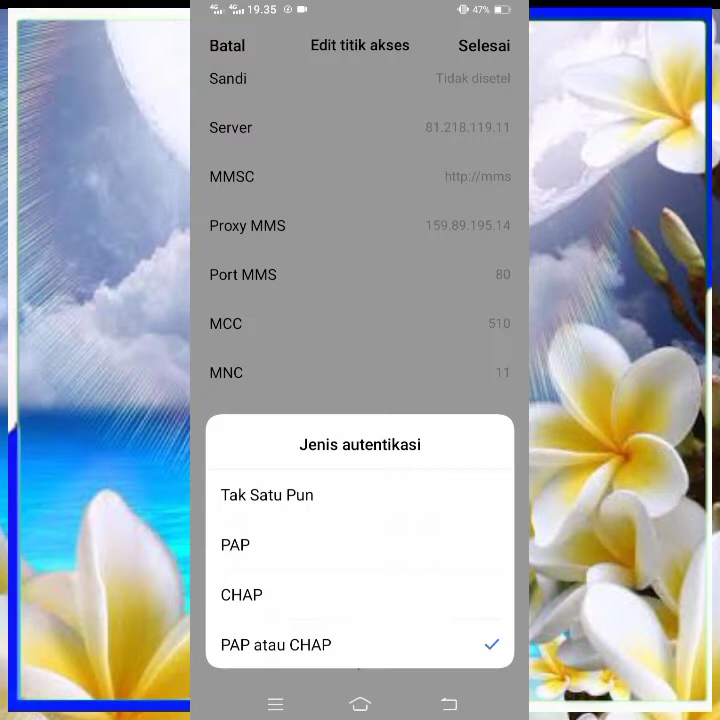 4G 4G 19.35 47%
Batal Edit titik akses Selesai
Sandi Tidak disetel
Server 81.218.119.11
MMSC http://mms
Proxy MMS 159.89.195.14
Port MMS 80
MCC 510
MNC 11
Jenis autentikasi
Tak Satu Pun
PAP
CHAP
PAP atau CHAP